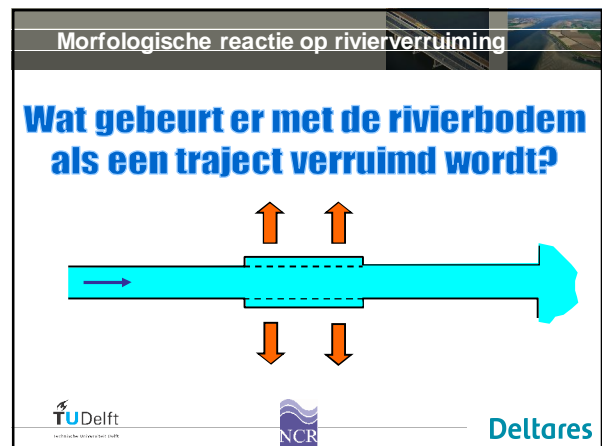 Morfologische reactie op rivierverruiming
Wat gebeurt er met de rivierbodem
als een traject verruimd wordt?
TUDelft
Technische Universiteit Delft
NCR
Deltares